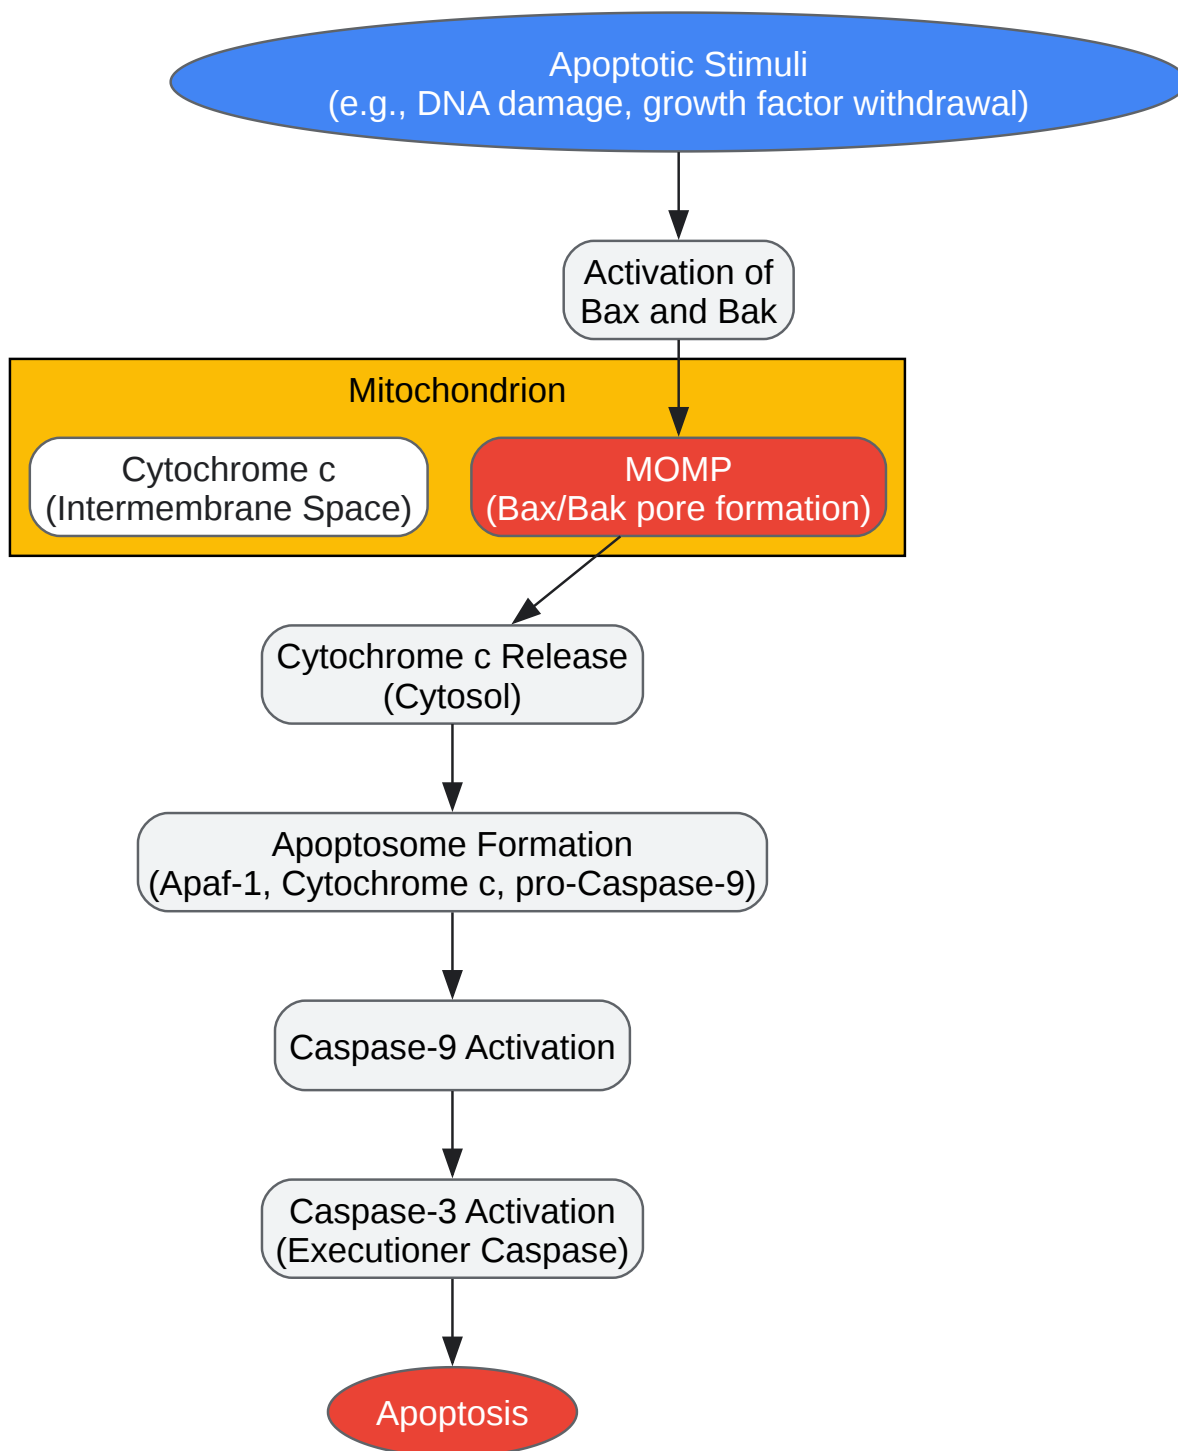 Apoptotic Stimuli
(e.g., DNA damage, growth factor withdrawal)
Activation of
Bax and Bak
Mitochondrion
Cytochrome c
(Intermembrane Space)
MOMP
(Bax/Bak pore formation)
Cytochrome c Release
(Cytosol)
Apoptosome Formation
(Apaf-1, Cytochrome c, pro-Caspase-9)
Caspase-9 Activation
Caspase-3 Activation
(Executioner Caspase)
Apoptosis